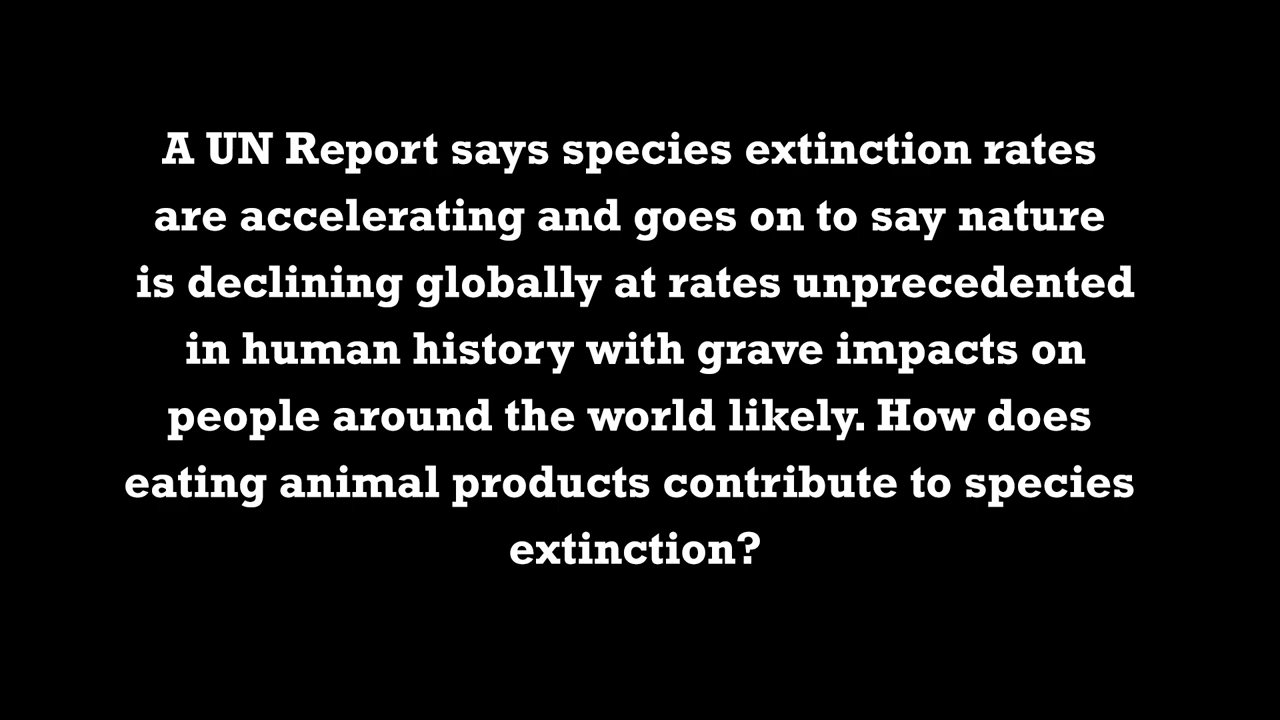 A UN Report says species extinction rates
are accelerating and goes on to say nature
is declining globally at rates unprecedented
in human history with grave impacts on
people around the world likely. How does
eating animal products contribute to species
extinction?